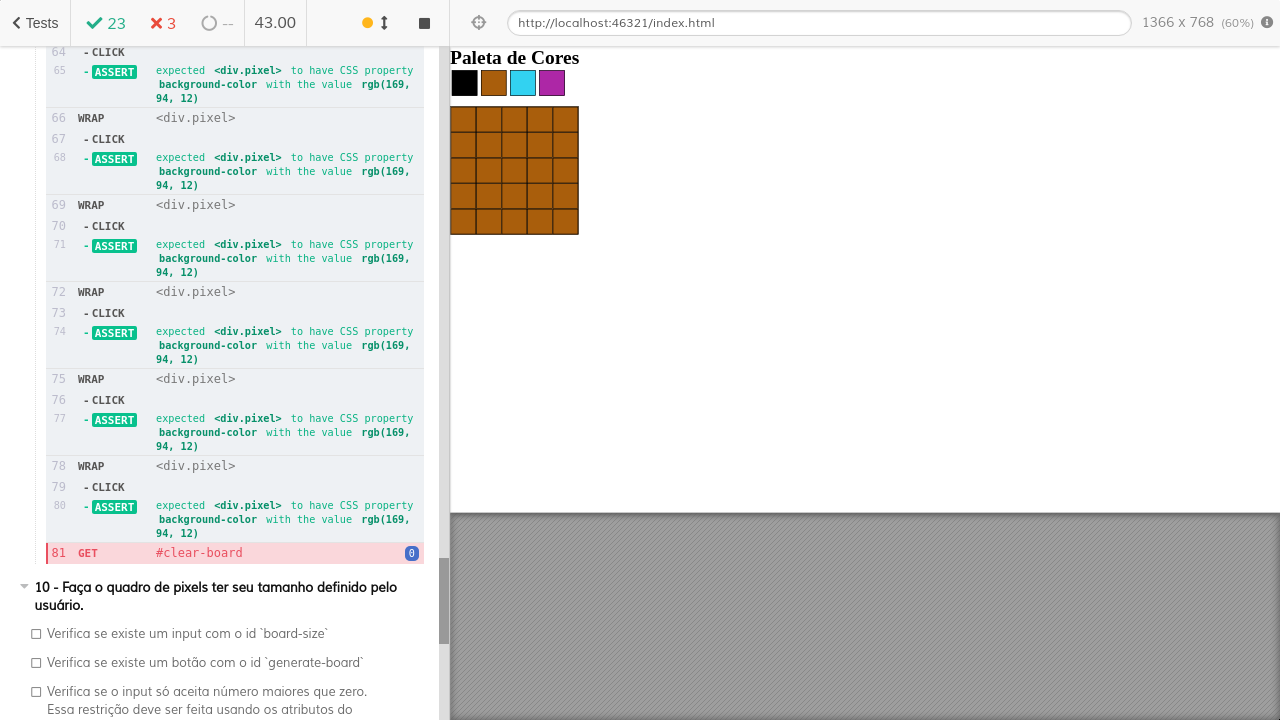 Tests
23
3
--
43.00
http://localhost:46321/index.html
1366 x 768 (60%)
64 -CLICK
65 -ASSERT expected <div.pixel> to have CSS property
background-color with the value rgb(169,
94, 12)
66 WRAP <div.pixel>
67 -CLICK
68 -ASSERT expected <div.pixel> to have CSS property
background-color with the value rgb(169,
94, 12)
69 WRAP <div.pixel>
70 -CLICK
71 -ASSERT expected <div.pixel> to have CSS property
background-color with the value rgb(169,
94, 12)
72 WRAP <div.pixel>
73 -CLICK
74 -ASSERT expected <div.pixel> to have CSS property
background-color with the value rgb(169,
94, 12)
75 WRAP <div.pixel>
76 -CLICK
77 -ASSERT expected <div.pixel> to have CSS property
background-color with the value rgb(169,
94, 12)
78 WRAP <div.pixel>
79 -CLICK
80 -ASSERT expected <div.pixel> to have CSS property
background-color with the value rgb(169,
94, 12)
81 GET #clear-board 0
10 - Faça o quadro de pixels ter seu tamanho definido pelo
usuário.
Verifica se existe um input com o id `board-size`
Verifica se existe um botão com o id `generate-board`
Verifica se o input só aceita número maiores que zero.
Essa restrição deve ser feita usando os atributos do
Paleta de Cores